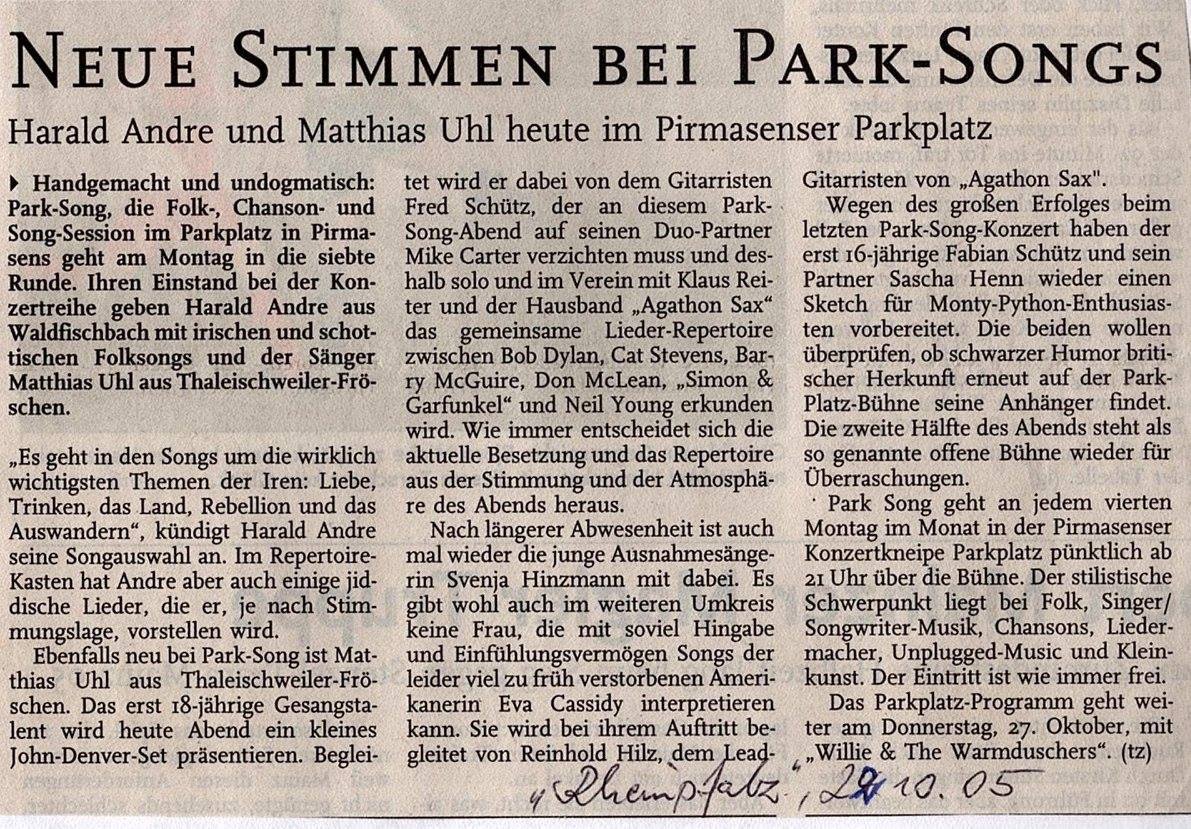 NEUE STIMMEN BEI PARK-SONGS
Harald Andre und Matthias Uhl heute im Pirmasenser Parkplatz
Handgemacht und undogmatisch:
Park-Song, die Folk-, Chanson- und
Song-Session im Parkplatz in Pirma-
sens geht am Montag in die siebte
Runde. Ihren Einstand bei der Kon-
zertreihe geben Harald Andre aus
Waldfischbach mit irischen und schot-
tischen Folksongs und der Sänger
Matthias Uhl aus Thaleischweiler-Frö-
schen.
„Es geht in den Songs um die wirklich
wichtigsten Themen der Iren: Liebe,
Trinken, das Land, Rebellion und das
Auswandern“, kündigt Harald Andre
seine Songauswahl an. Im Repertoire-
Kasten hat Andre aber auch einige jid-
dische Lieder, die er, je nach Stim-
mungslage, vorstellen wird.
Ebenfalls neu bei Park-Song ist Mat-
thias Uhl aus Thaleischweiler-Frö-
schen. Das erst 18-jährige Gesangsta-
lent wird heute Abend ein kleines
John-Denver-Set präsentieren. Beglei-
tet wird er dabei von dem Gitarristen
Fred Schütz, der an diesem Park-
Song-Abend auf seinen Duo-Partner
Mike Carter verzichten muss und des-
halb solo und im Verein mit Klaus Rei-
ter und der Hausband „Agathon Sax“
das gemeinsame Lieder-Repertoire
zwischen Bob Dylan, Cat Stevens, Bar-
ry McGuire, Don McLean, „Simon &
Garfunkel“ und Neil Young erkunden
wird. Wie immer entscheidet sich die
aktuelle Besetzung und das Repertoire
aus der Stimmung und der Atmosphä-
re des Abends heraus.
Nach längerer Abwesenheit ist auch
mal wieder die junge Ausnahmesänge-
rin Svenja Hinzmann mit dabei. Es
gibt wohl auch im weiteren Umkreis
keine Frau, die mit soviel Hingabe
und Einfühlungsvermögen Songs der
leider viel zu früh verstorbenen Ameri-
kanerin Eva Cassidy interpretieren
kann. Sie wird bei ihrem Auftritt be-
gleitet von Reinhold Hilz, dem Lead-
Gitarristen von „Agathon Sax".
Wegen des großen Erfolges beim
letzten Park-Song-Konzert haben der
erst 16-jährige Fabian Schütz und sein
Partner Sascha Henn wieder einen
Sketch für Monty-Python-Enthusias-
ten vorbereitet. Die beiden wollen
überprüfen, ob schwarzer Humor briti-
scher Herkunft erneut auf der Park-
Platz-Bühne seine Anhänger findet.
Die zweite Hälfte des Abends steht als
so genannte offene Bühne wieder für
Überraschungen.
Park Song geht an jedem vierten
Montag im Monat in der Pirmasenser
Konzertkneipe Parkplatz pünktlich ab
21 Uhr über die Bühne. Der stilistische
Schwerpunkt liegt bei Folk, Singer/
Songwriter-Musik, Chansons, Lieder-
macher, Unplugged-Music und Klein-
kunst. Der Eintritt ist wie immer frei.
Das Parkplatz-Programm geht wei-
ter am Donnerstag, 27. Oktober, mit
„Willie & The Warmduschers“. (tz)
„Rheinpfalz“, 10.05